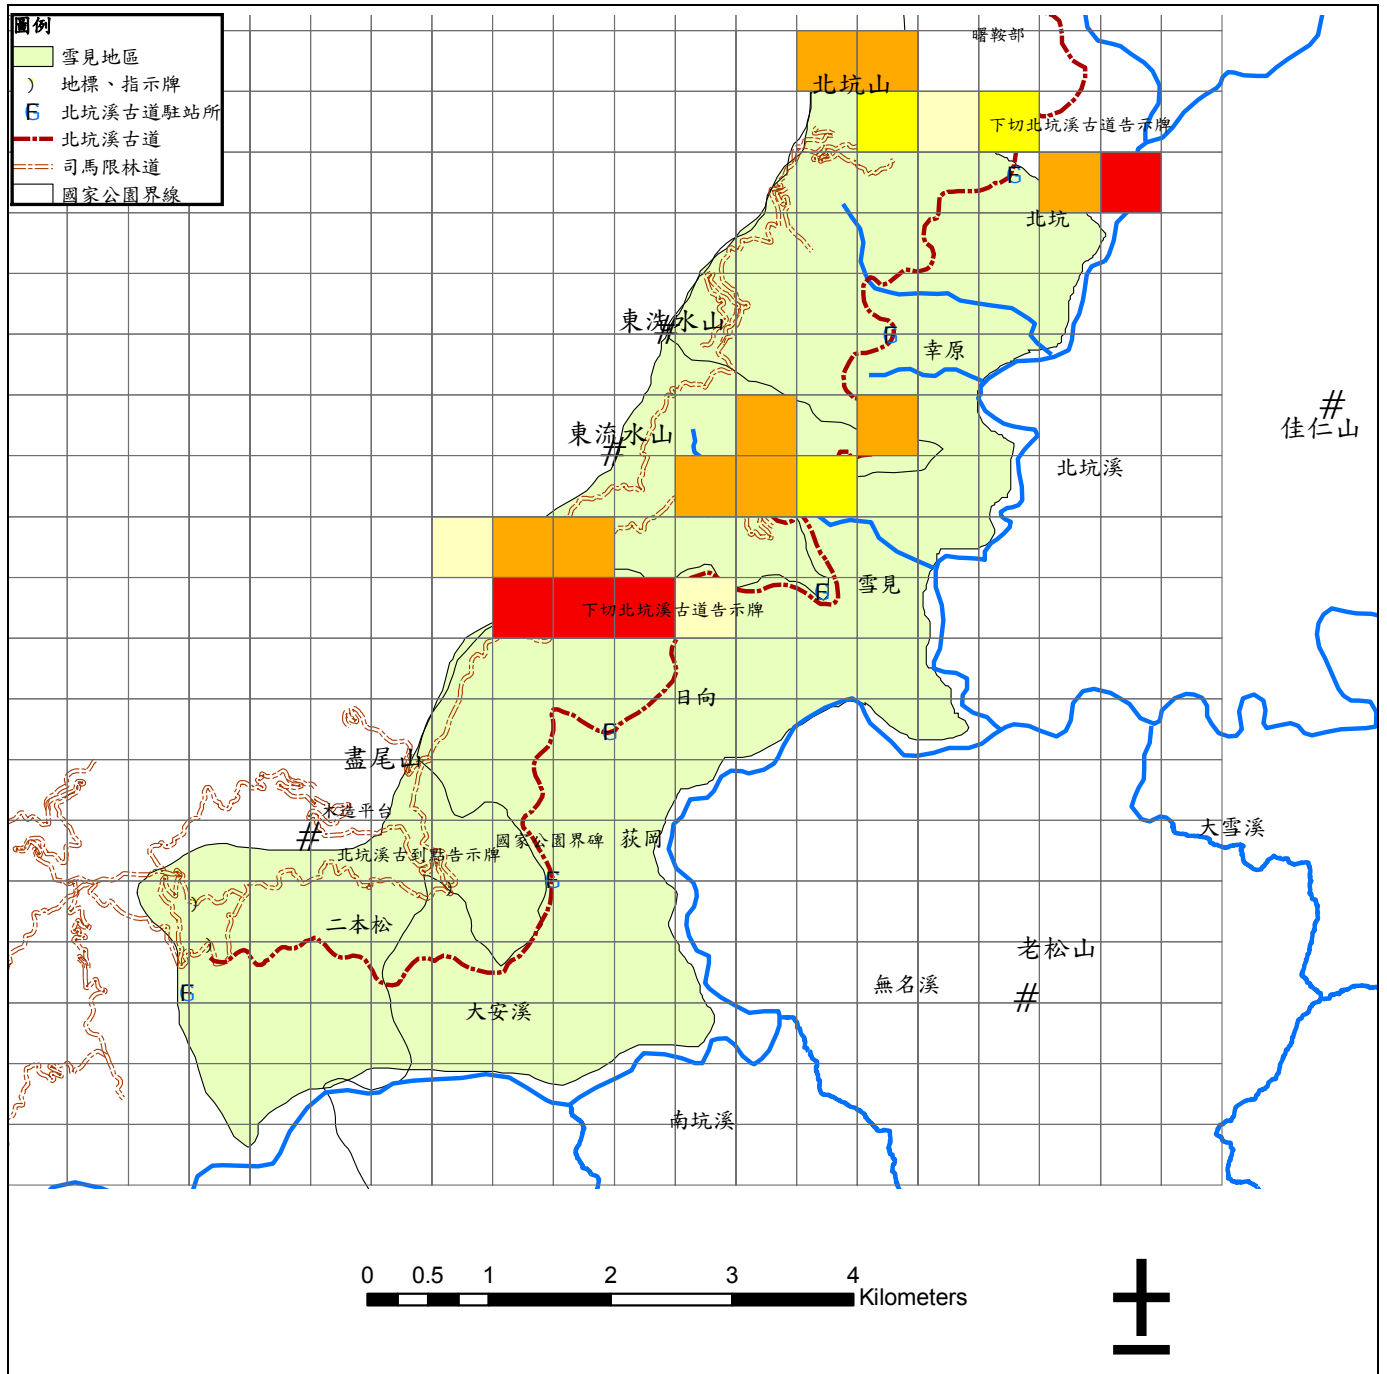 圖例
雪見地區
地標、指示牌
北坑溪古道駐站所
北坑溪古道
司馬限林道
國家公園界線
曙鞍部
北坑山
下切北坑溪古道告示牌
北坑
東洗水山
幸原
佳仁山
東流水山
北坑溪
雪見
下切北坑溪古道告示牌
日向
盡尾山
木造平台
國家公園界碑
荻岡
大雪溪
北坑溪古到點告示牌
二本松
老松山
無名溪
大安溪
南坑溪
0 0.5 1 2 3 4
Kilometers